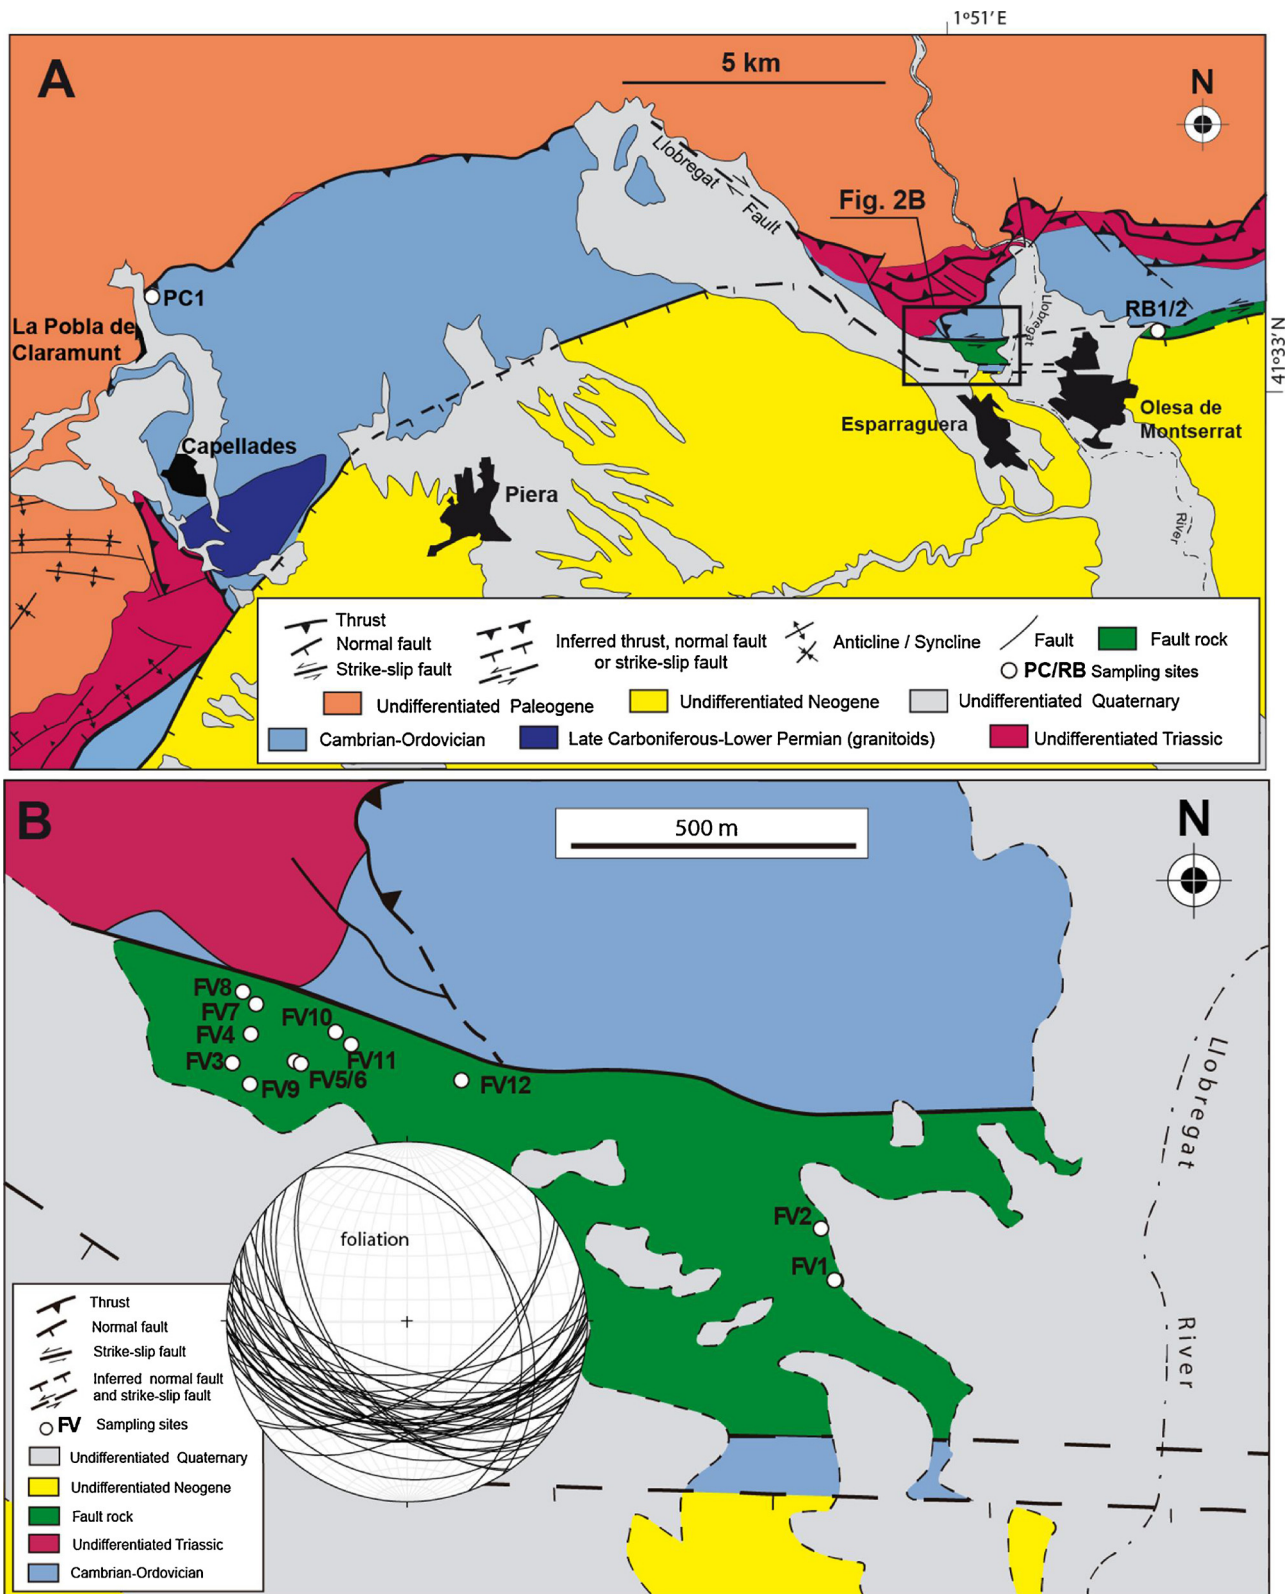 1º51' E
A
5 km
N
Llobregat
Fault
Fig. 2B
PC1
La Pobla de
Claramunt
RB1/2
Llobregat
41º33'N
Capellades
Esparraguera
Olesa de
Montserrat
Piera
River
Thrust
Normal fault
Strike-slip fault
Inferred thrust, normal fault
or strike-slip fault
Anticline / Syncline
Fault
Fault rock
PC/RB Sampling sites
Undifferentiated Paleogene
Undifferentiated Neogene
Undifferentiated Quaternary
Cambrian-Ordovician
Late Carboniferous-Lower Permian (granitoids)
Undifferentiated Triassic
B
500 m
N
FV8
FV7
FV10
FV4
FV3
FV11
FV5/6
FV9
FV12
Llobregat
FV2
foliation
FV1
River
Thrust
Normal fault
Strike-slip fault
Inferred normal fault
and strike-slip fault
FV Sampling sites
Undifferentiated Quaternary
Undifferentiated Neogene
Fault rock
Undifferentiated Triassic
Cambrian-Ordovician